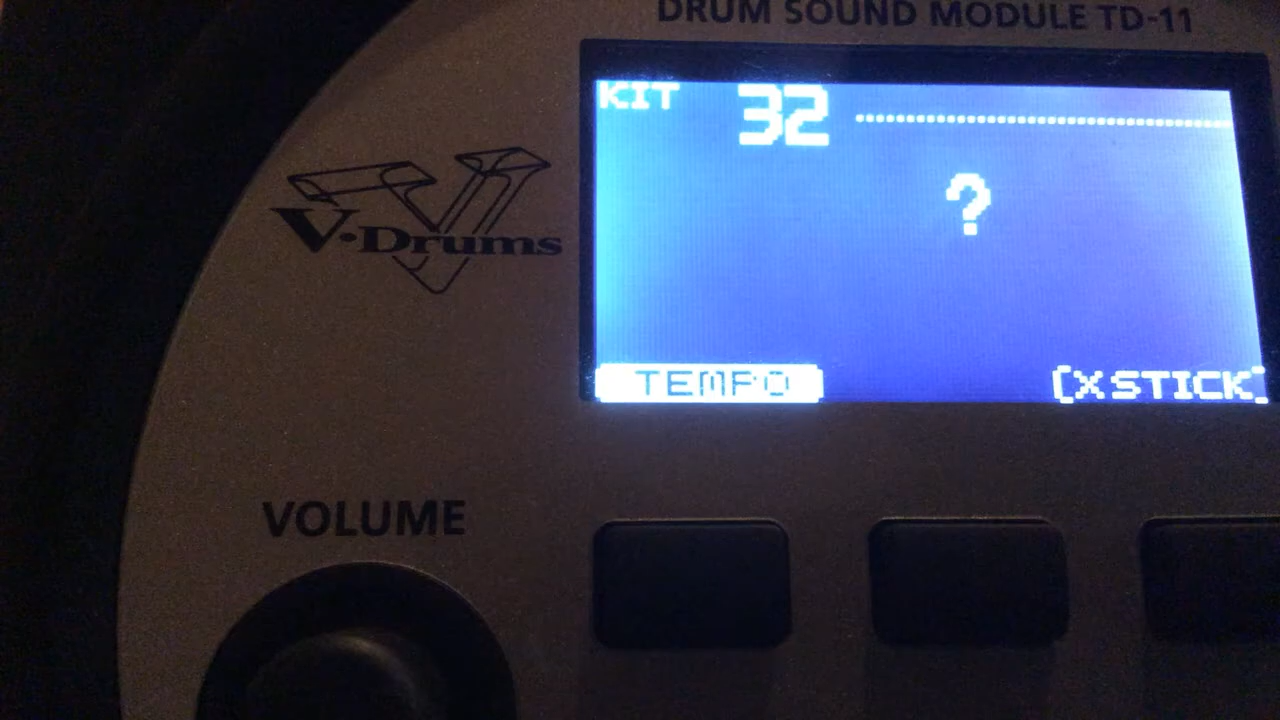 DRUM SOUND MODULE TD-11
KIT 32
?
V-Drums
TEMPO [XSTICK]
VOLUME